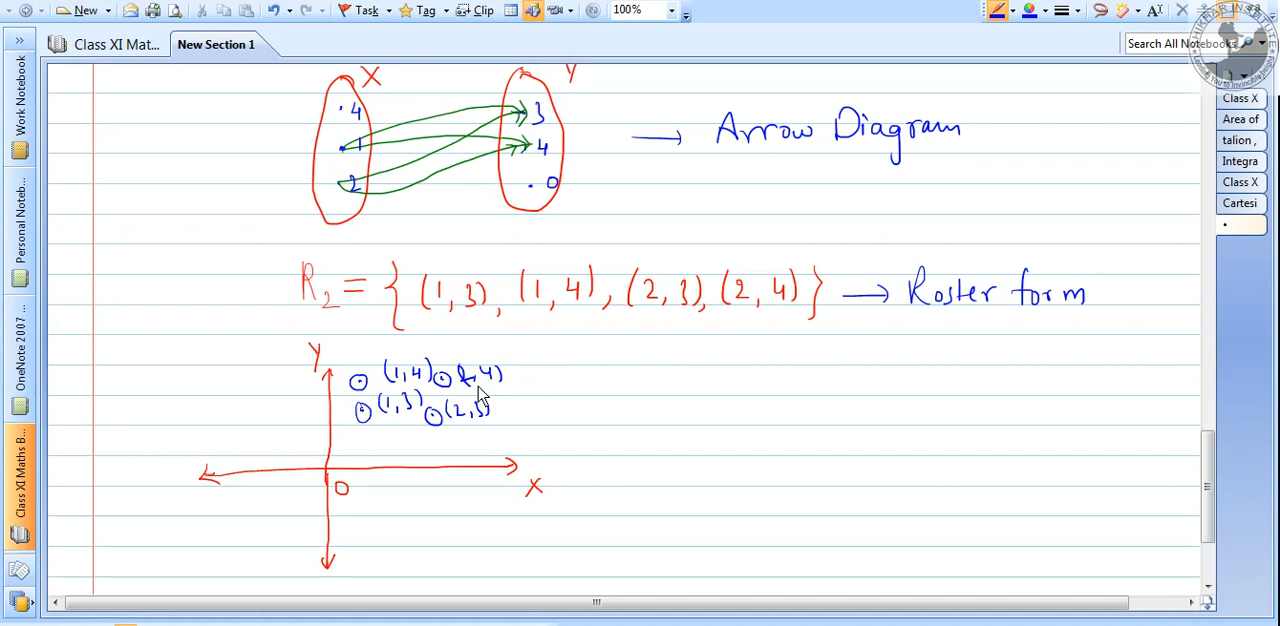 New Task Tag Clip 100%
Class XI Mat... New Section 1
Search All Notebooks
Work Notebook
Personal Noteb...
OneNote 2007 ...
Class XI Maths B...
Class X
Area of
talion ,
Integra
Class X
Cartesi
X Y
4 3
1 4 → Arrow Diagram
2 0
R₂ = { (1, 3), (1, 4), (2, 3), (2, 4) } → Roster form
Y
(1,4) (2,4)
(1,3) (2,3)
O X